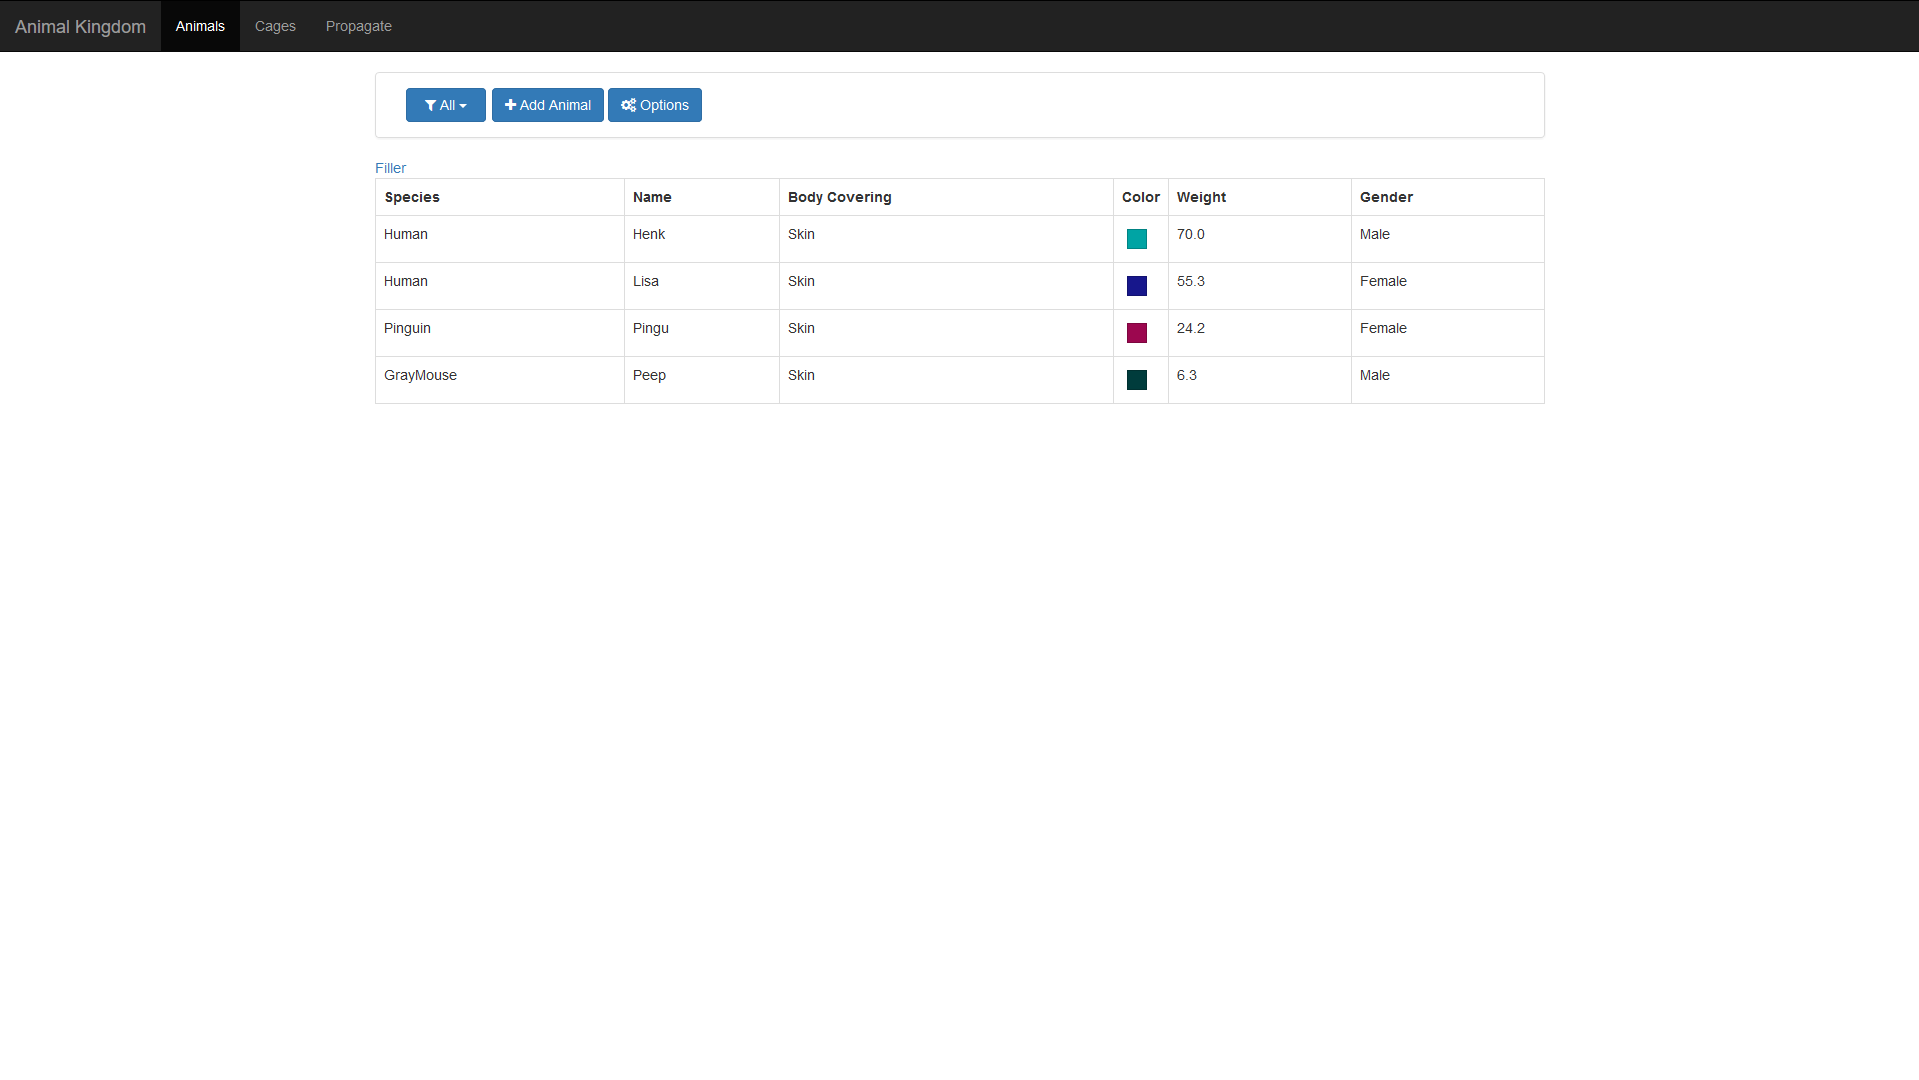 Animal Kingdom Animals Cages Propagate
All Add Animal Options
Filler
Species Name Body Covering Color Weight Gender
Human Henk Skin 70.0 Male
Human Lisa Skin 55.3 Female
Pinguin Pingu Skin 24.2 Female
GrayMouse Peep Skin 6.3 Male